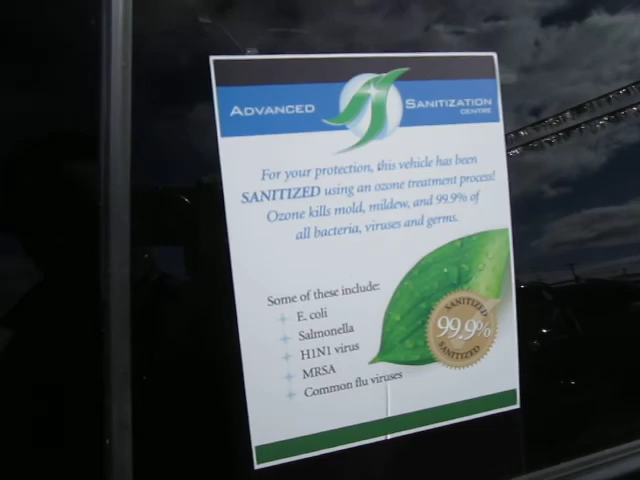 ADVANCED SANITIZATION
CENTRE
For your protection, this vehicle has been
SANITIZED using an ozone treatment process!
Ozone kills mold, mildew, and 99.9% of
all bacteria, viruses and germs.
Some of these include:
E. coli
Salmonella
H1N1 virus
MRSA
Common flu viruses
SANITIZED
99.9%
SANITIZED